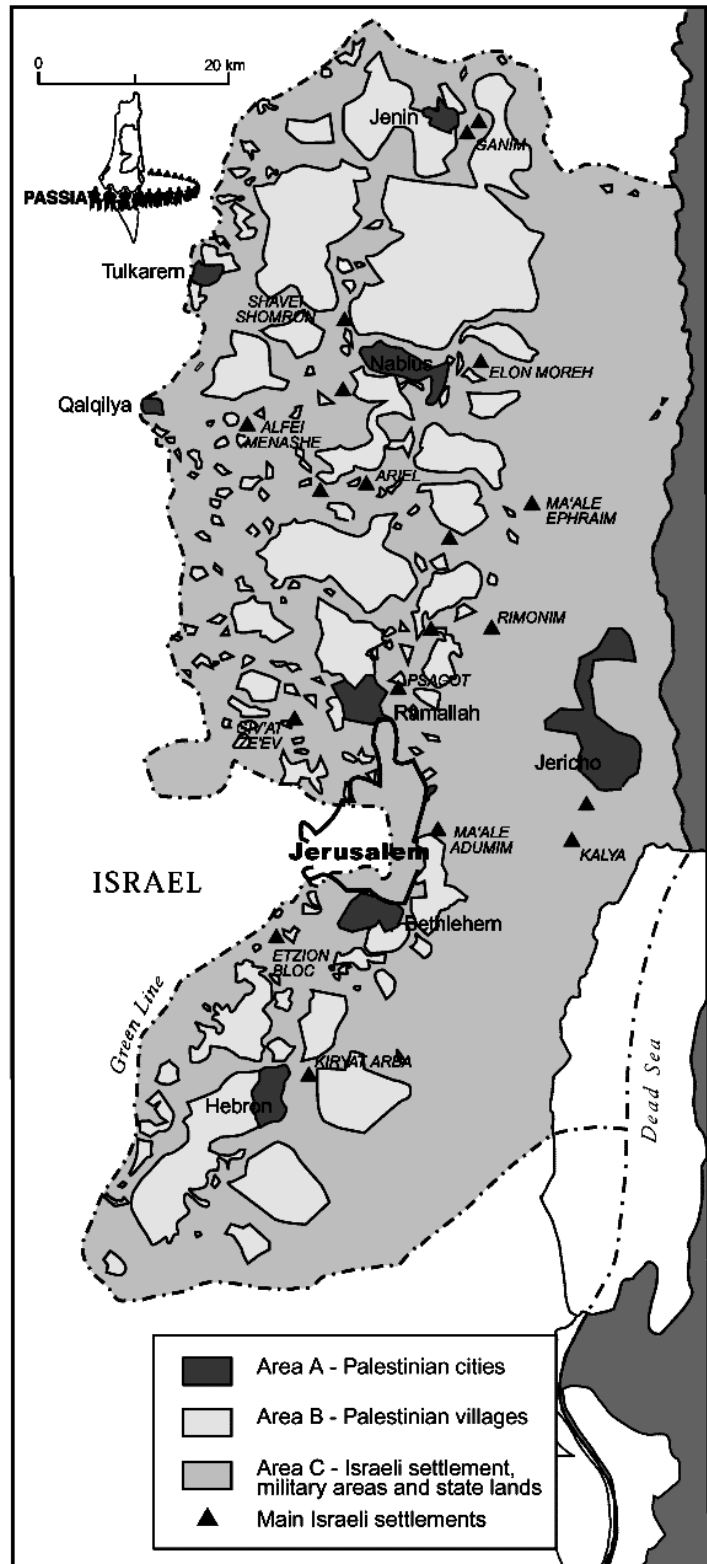 0 20 km
Jenin
GANIM
PASSIA
Tulkarem
SHAVEI
SHOMRON
Nablus
ELON MOREH
Qalqilya
ALFEI
MENASHE
ARIEL
MA'ALE
EPHRAIM
RIMONIM
PSAGOT
Ramallah
GIV'AT
ZE'EV
Jericho
Jerusalem
MA'ALE
ADUMIM
KALYA
ISRAEL
Bethlehem
ETZION
BLOC
Green Line
KIRYAT ARBA
Hebron
Dead Sea
Area A - Palestinian cities
Area B - Palestinian villages
Area C - Israeli settlement,
military areas and state lands
Main Israeli settlements